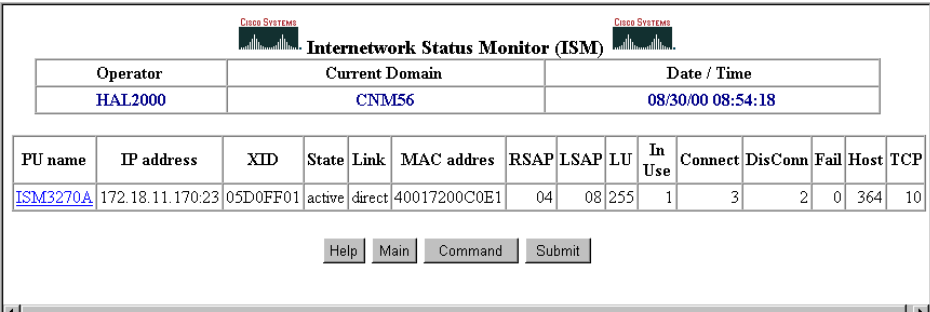 CISCO SYSTEMS Internetwork Status Monitor (ISM) CISCO SYSTEMS
Operator Current Domain Date / Time
HAL2000 CNM56 08/30/00 08:54:18
PU name IP address XID State Link MAC addres RSAP LSAP LU In Use Connect DisConn Fail Host TCP
ISM3270A 172.18.11.170:23 05D0FF01 active direct 40017200C0E1 04 08 255 1 3 2 0 364 10
Help Main Command Submit